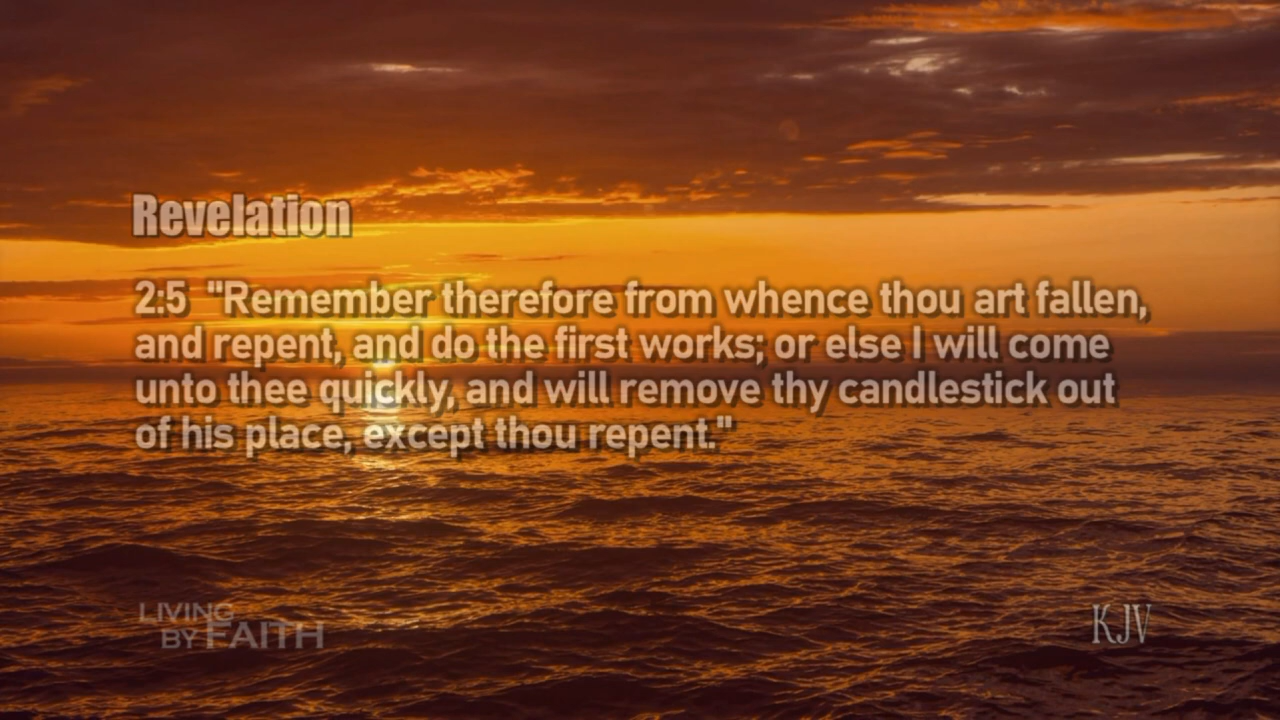 Revelation
2:5 "Remember therefore from whence thou art fallen,
and repent, and do the first works; or else I will come
unto thee quickly, and will remove thy candlestick out
of his place, except thou repent."
LIVING
BY FAITH
KJV